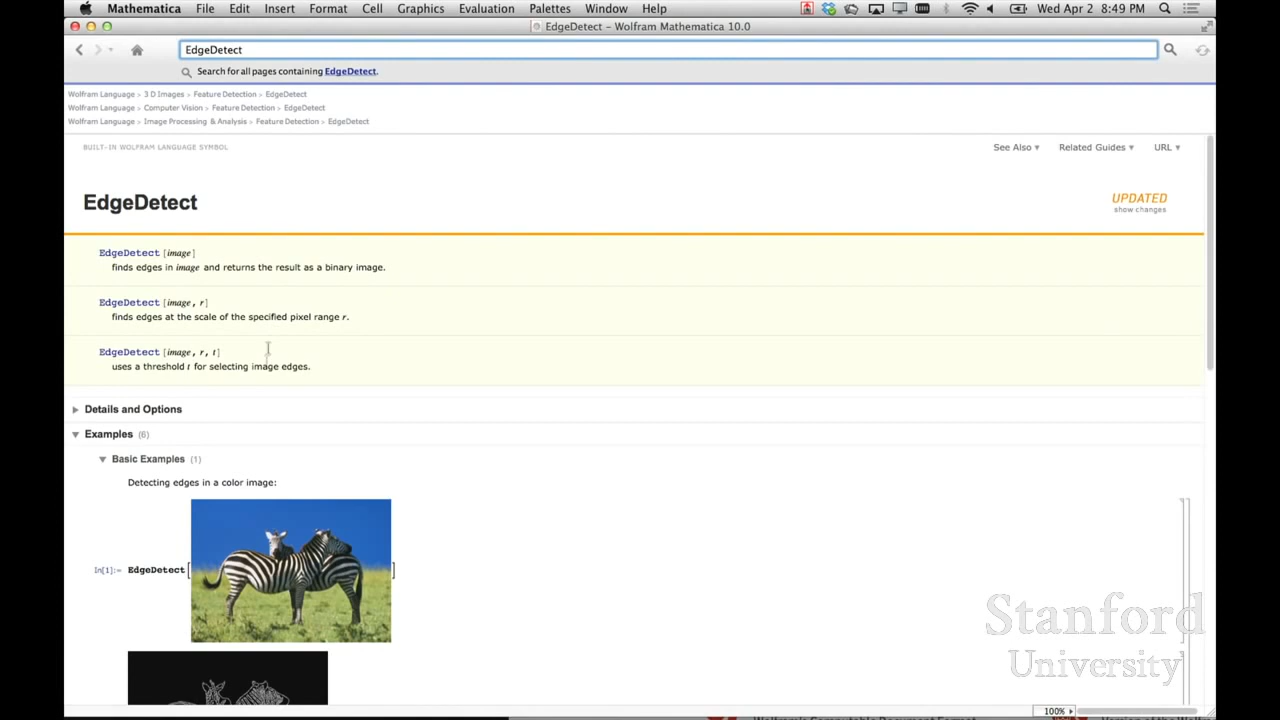 Mathematica File Edit Insert Format Cell Graphics Evaluation Palettes Window Help Wed Apr 2 8:49 PM
EdgeDetect – Wolfram Mathematica 10.0
EdgeDetect
Search for all pages containing EdgeDetect.
Wolfram Language > 3 D Images > Feature Detection > EdgeDetect
Wolfram Language > Computer Vision > Feature Detection > EdgeDetect
Wolfram Language > Image Processing & Analysis > Feature Detection > EdgeDetect
BUILT-IN WOLFRAM LANGUAGE SYMBOL
See Also ▾ Related Guides ▾ URL ▾
EdgeDetect
UPDATED
show changes
EdgeDetect[image]
finds edges in image and returns the result as a binary image.
EdgeDetect[image, r]
finds edges at the scale of the specified pixel range r.
EdgeDetect[image, r, t]
uses a threshold t for selecting image edges.
Details and Options
Examples (6)
Basic Examples (1)
Detecting edges in a color image:
In[1]:= EdgeDetect[ ]
Stanford
University
100%